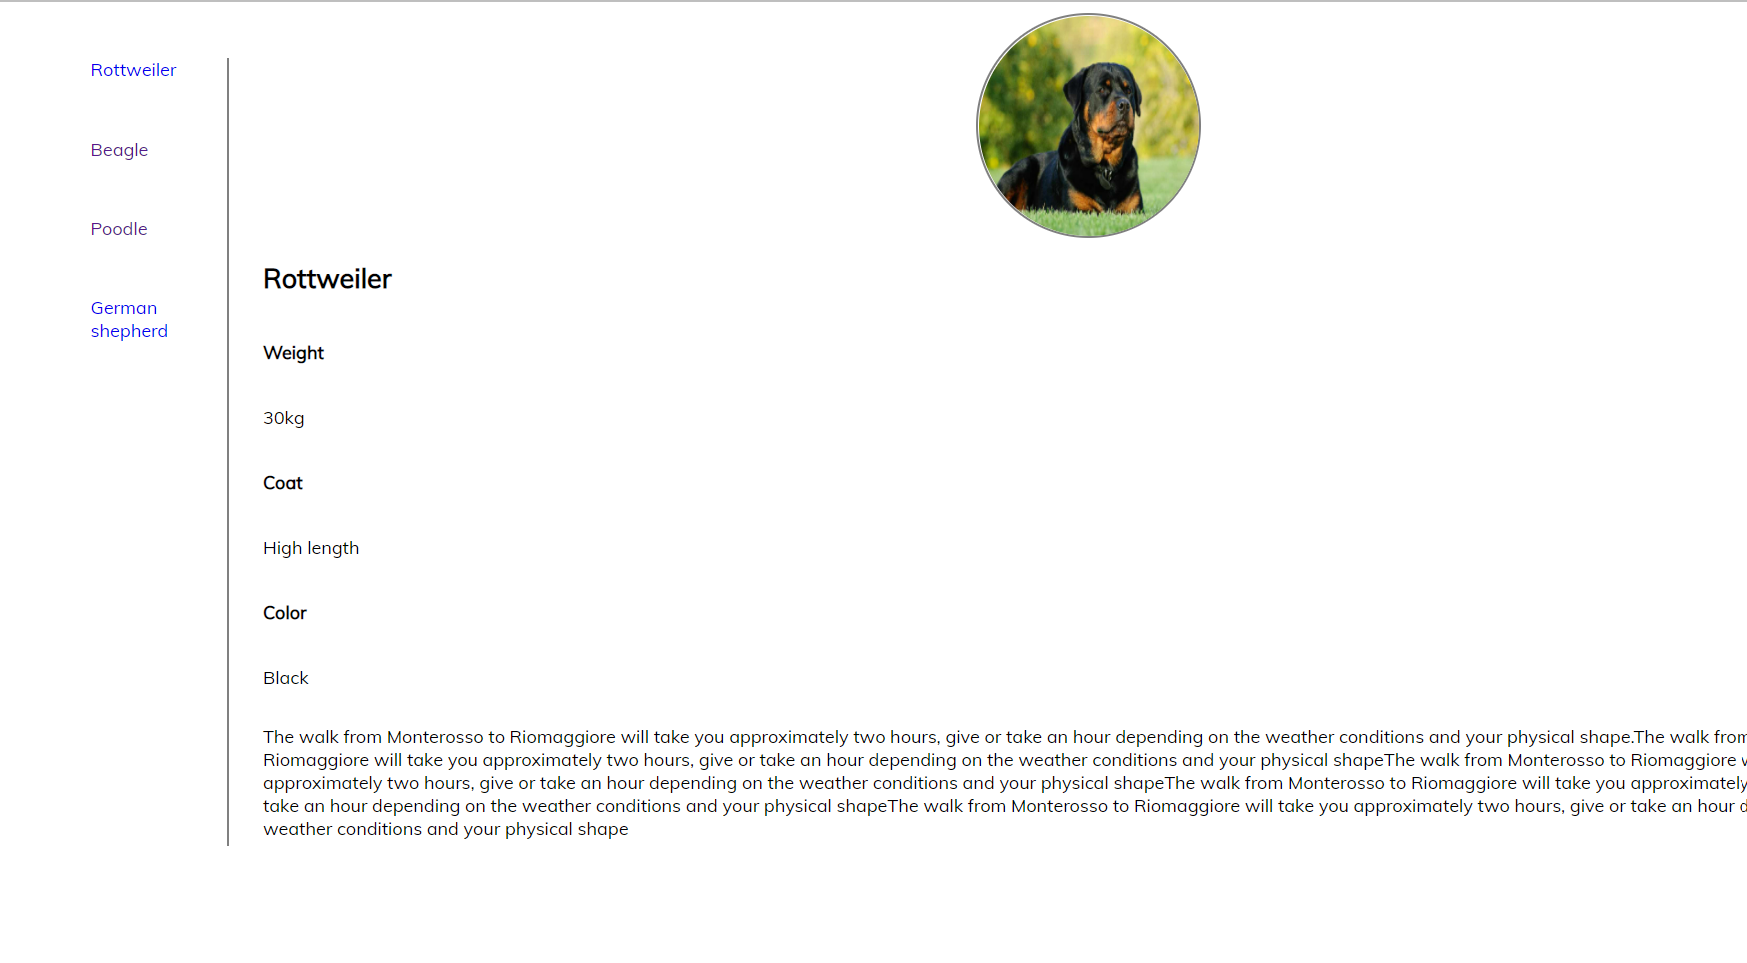 Rottweiler
Beagle
Poodle
German
shepherd
Rottweiler
Weight
30kg
Coat
High length
Color
Black
The walk from Monterosso to Riomaggiore will take you approximately two hours, give or take an hour depending on the weather conditions and your physical shape.The walk from
Riomaggiore will take you approximately two hours, give or take an hour depending on the weather conditions and your physical shapeThe walk from Monterosso to Riomaggiore
approximately two hours, give or take an hour depending on the weather conditions and your physical shapeThe walk from Monterosso to Riomaggiore will take you approximately
take an hour depending on the weather conditions and your physical shapeThe walk from Monterosso to Riomaggiore will take you approximately two hours, give or take an hour
weather conditions and your physical shape